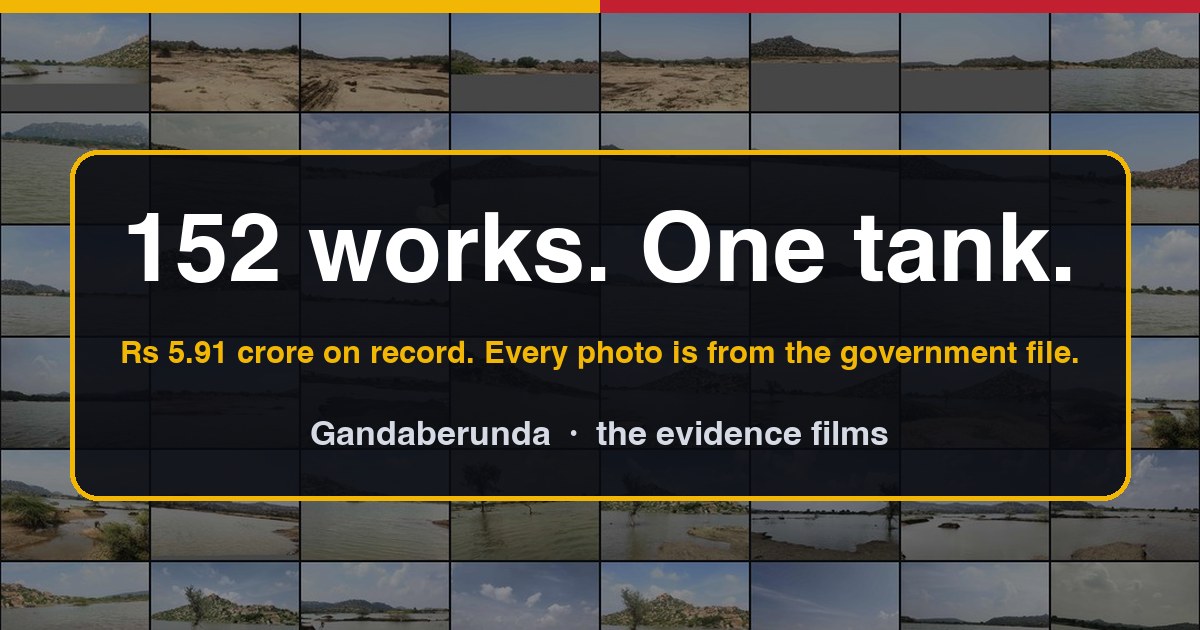 152 works. One tank.
Rs 5.91 crore on record. Every photo is from the government file.
Gandaberunda · the evidence films